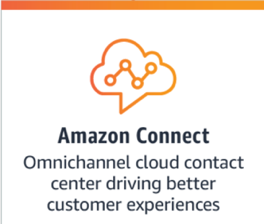 Amazon Connect
Omnichannel cloud contact
center driving better
customer experiences